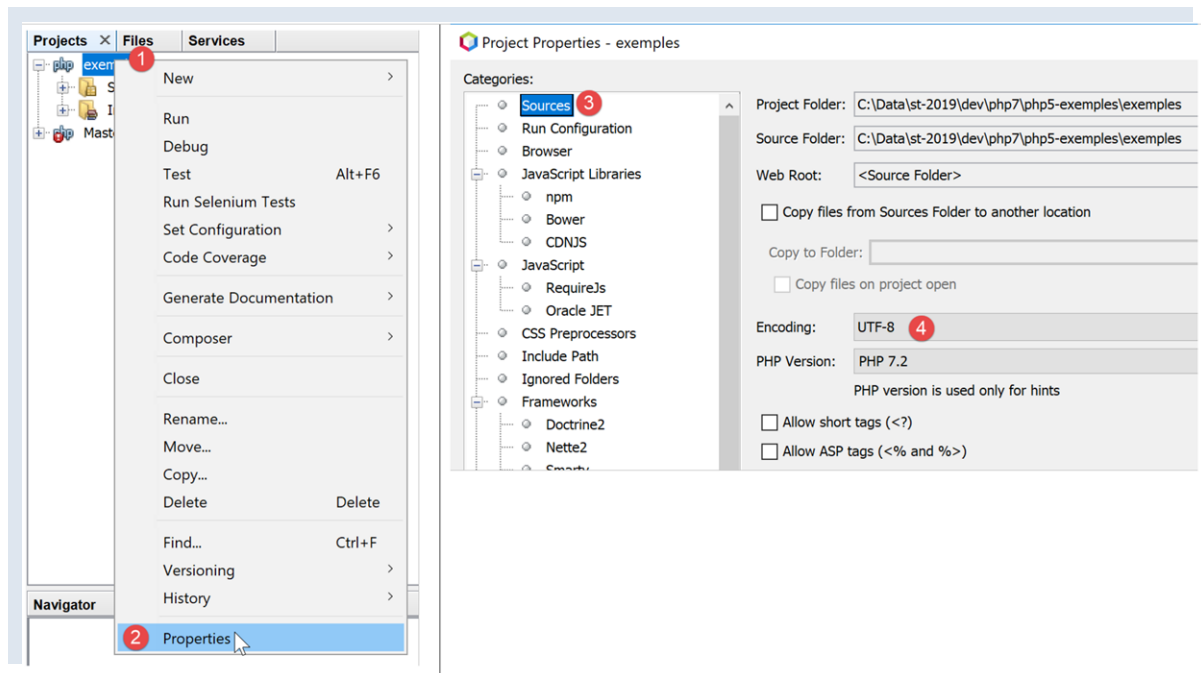 Projects × Files Services
1
php exem
S
I
php Mast
New >
Run
Debug
Test Alt+F6
Run Selenium Tests
Set Configuration >
Code Coverage >
Generate Documentation >
Composer >
Close
Rename...
Move...
Copy...
Delete Delete
Find... Ctrl+F
Versioning >
History >
2 Properties
Navigator
Project Properties - exemples
Categories:
Sources 3
Run Configuration
Browser
JavaScript Libraries
npm
Bower
CDNJS
JavaScript
RequireJs
Oracle JET
CSS Preprocessors
Include Path
Ignored Folders
Frameworks
Doctrine2
Nette2
Smarty
Project Folder: C:\Data\st-2019\dev\php7\php5-exemples\exemples
Source Folder: C:\Data\st-2019\dev\php7\php5-exemples\exemples
Web Root: <Source Folder>
Copy files from Sources Folder to another location
Copy to Folder:
Copy files on project open
Encoding: UTF-8 4
PHP Version: PHP 7.2
PHP version is used only for hints
Allow short tags (<?)
Allow ASP tags (<% and %>)